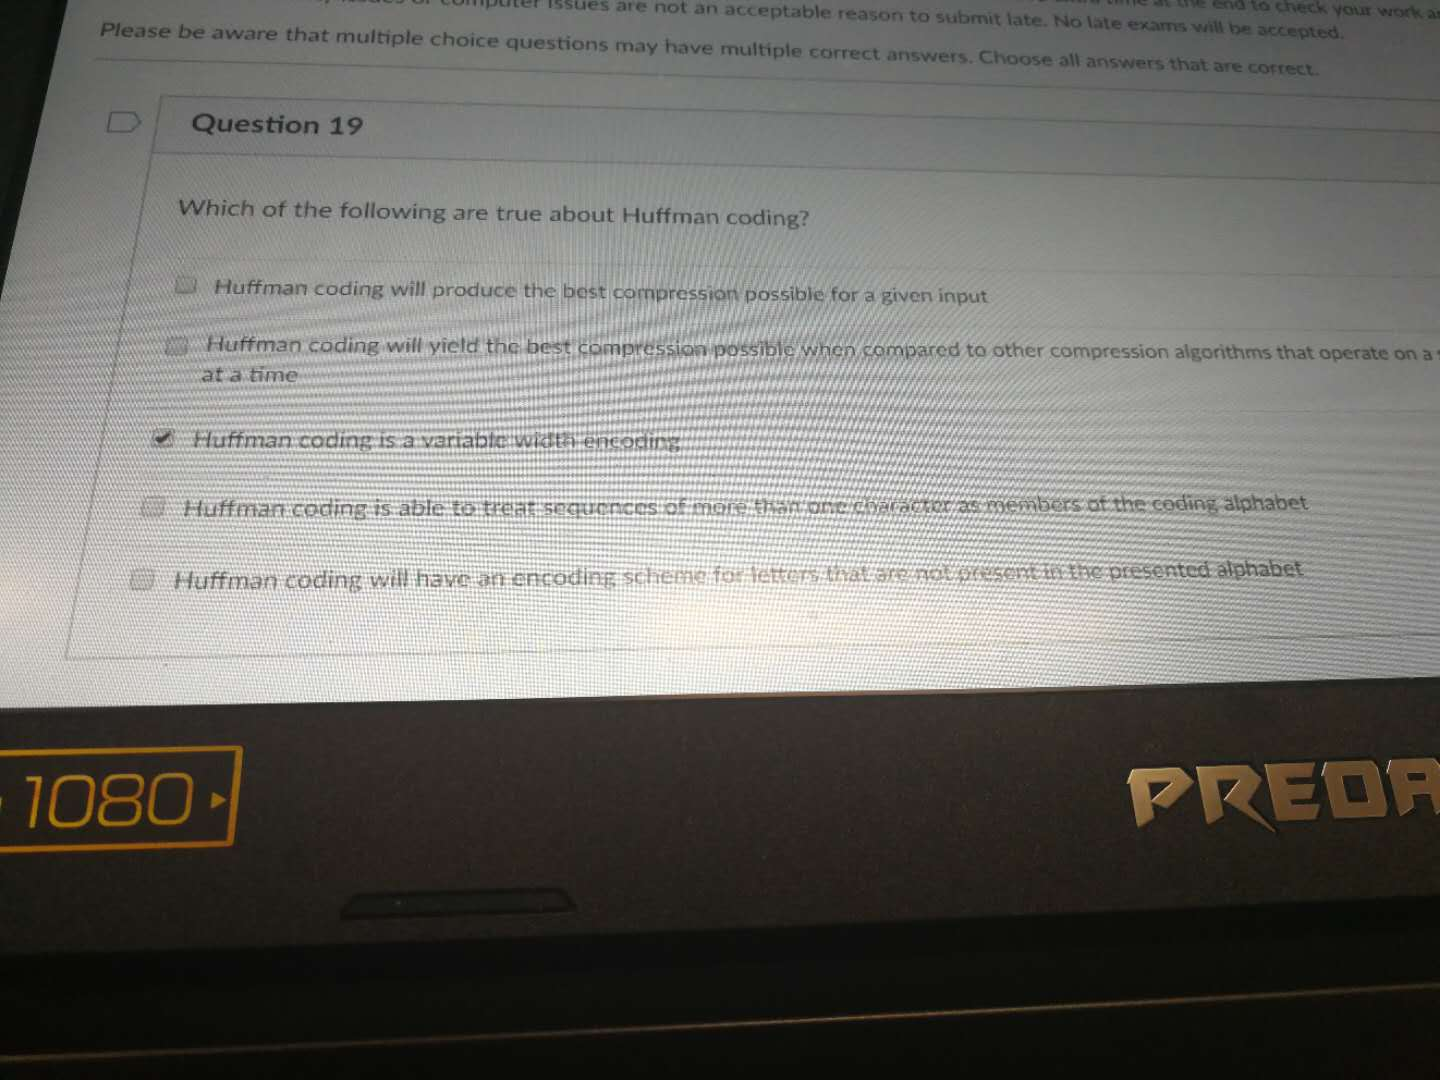 issues are not an acceptable reason to submit late. No late exams will be accepted.
Please be aware that multiple choice questions may have multiple correct answers. Choose all answers that are correct.
Question 19
Which of the following are true about Huffman coding?
Huffman coding will produce the best compression possible for a given input
Huffman coding will yield the best compression possible when compared to other compression algorithms that operate on a
at a time
Huffman coding is a variable width encoding
Huffman coding is able to treat sequences of more than one character as members of the coding alphabet
Huffman coding will have an encoding scheme for letters that are not present in the presented alphabet
1080
PREDA